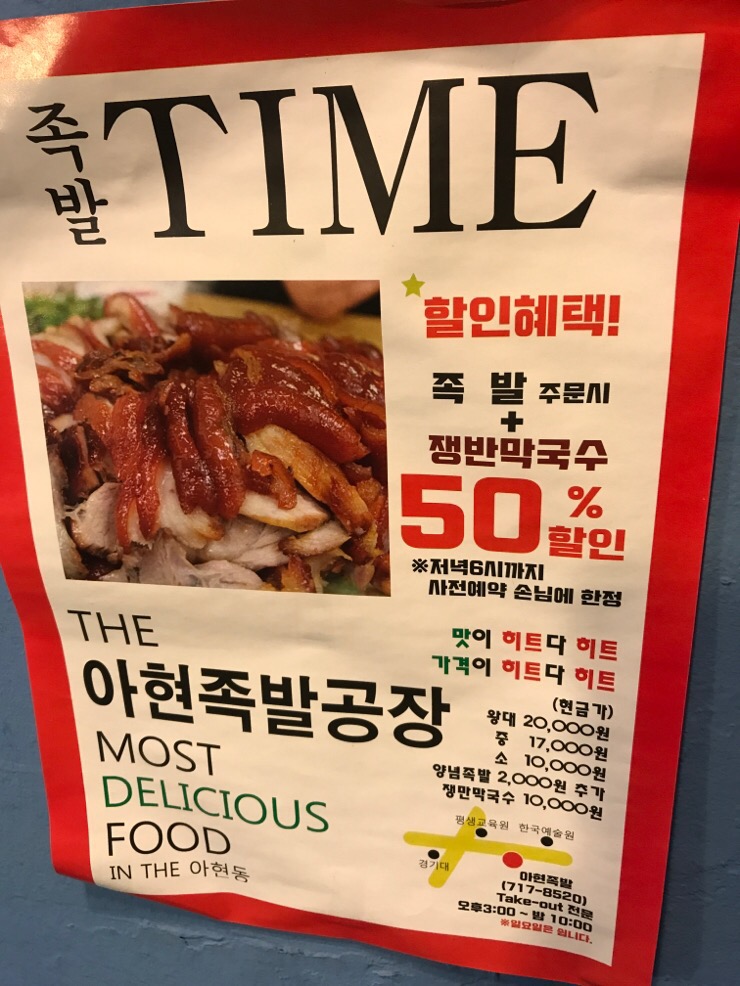 족발 TIME
할인혜택!
족 발 주문시
+
쟁반막국수
50% 할인
※저녁6시까지
사전예약 손님에 한정
맛이 히트다 히트
가격이 히트다 히트
(현금가)
왕대 20,000원
중 17,000원
소 10,000원
양념족발 2,000원 추가
쟁만막국수 10,000원
THE
아현족발공장
MOST
DELICIOUS
FOOD
IN THE 아현동
평생교육원 한국예술원
경기대
아현족발
(717-8520)
Take-out 전문
오후3:00 ~ 밤 10:00
※일요일은 쉽니다.